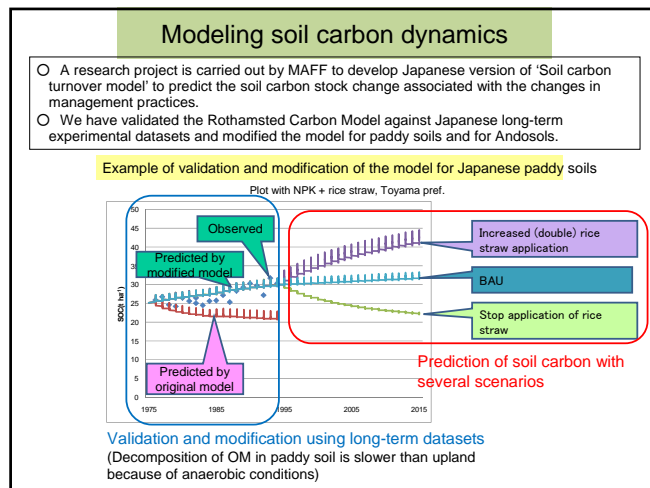 Modeling soil carbon dynamics
○ A research project is carried out by MAFF to develop Japanese version of ‘Soil carbon
turnover model’ to predict the soil carbon stock change associated with the changes in
management practices.
○ We have validated the Rothamsted Carbon Model against Japanese long-term
experimental datasets and modified the model for paddy soils and for Andosols.
Example of validation and modification of the model for Japanese paddy soils
Plot with NPK + rice straw, Toyama pref.
50
45
40
35
30
25
20
15
10
5
0
SOC(t ha-1)
1975
1985
1995
2005
2015
Observed
Predicted by
modified model
Predicted by
original model
Increased (double) rice
straw application
BAU
Stop application of rice
straw
Prediction of soil carbon with
several scenarios
Validation and modification using long-term datasets
(Decomposition of OM in paddy soil is slower than upland
because of anaerobic conditions)